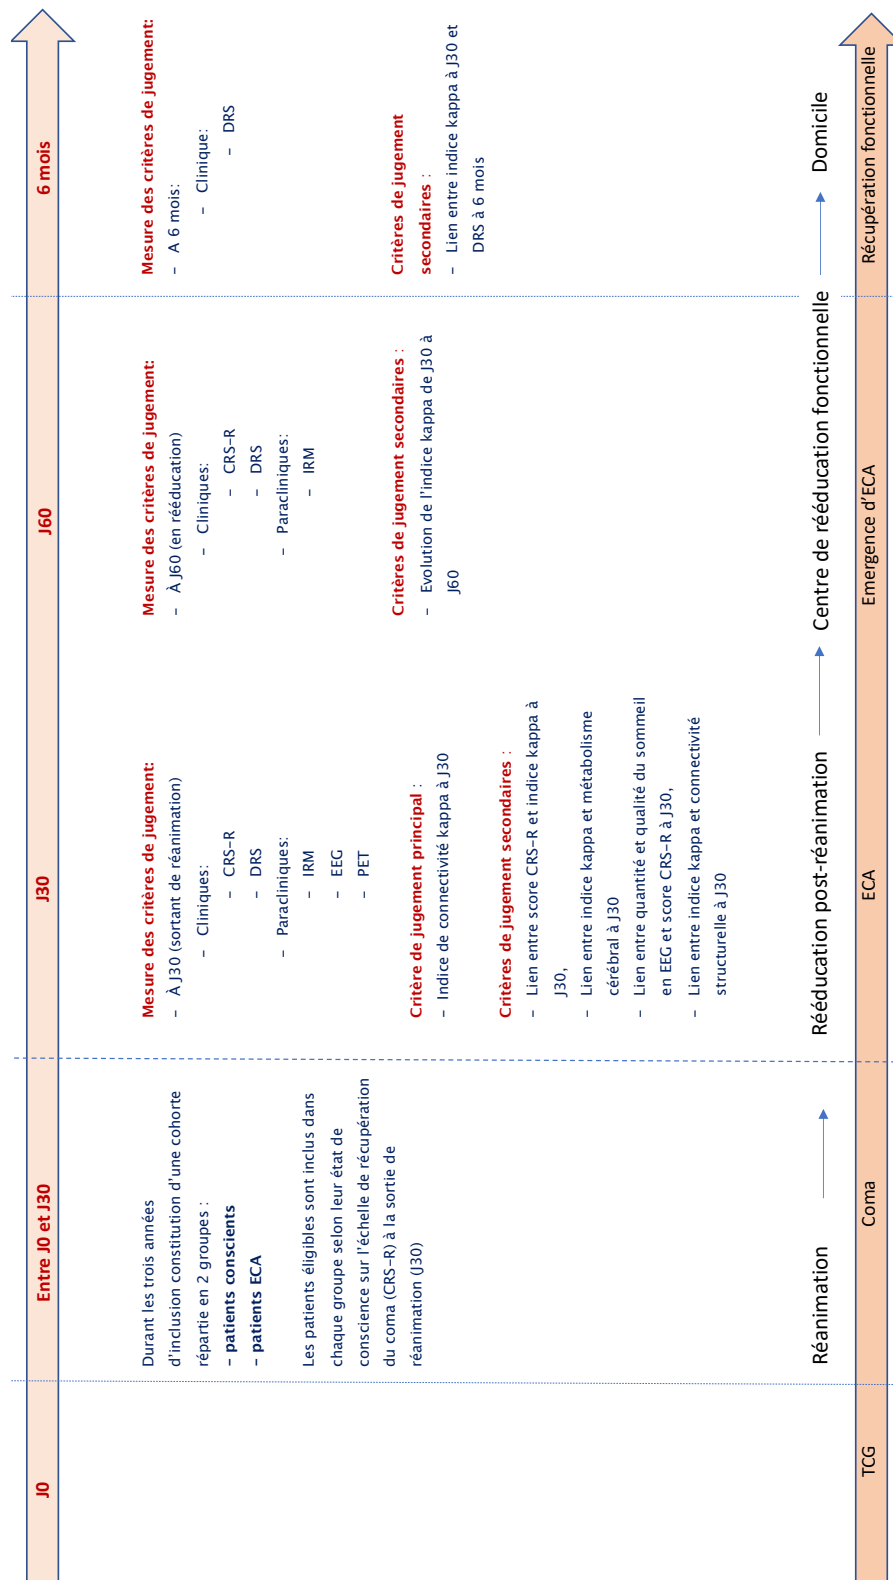 J0
Entre J0 et J30
J30
J60
6 mois
Durant les trois années
d'inclusion constitution d'une cohorte
répartie en 2 groupes :
- patients conscients
- patients ECA
Les patients éligibles sont inclus dans
chaque groupe selon leur état de
conscience sur l'échelle de récupération
du coma (CRS-R) à la sortie de
réanimation (J30)
Mesure des critères de jugement:
- À J30 (sortant de réanimation)
- Cliniques:
- CRS-R
- DRS
- Paracliniques:
- IRM
- EEG
- PET
Critère de jugement principal :
- Indice de connectivité kappa à J30
Critères de jugement secondaires :
- Lien entre score CRS-R et indice kappa à
J30,
- Lien entre indice kappa et métabolisme
cérébral à J30
- Lien entre quantité et qualité du sommeil
en EEG et score CRS-R à J30,
- Lien entre indice kappa et connectivité
structurelle à J30
Mesure des critères de jugement:
- À J60 (en rééducation)
- Cliniques:
- CRS-R
- DRS
- Paracliniques:
- IRM
Critères de jugement secondaires :
- Evolution de l'indice kappa de J30 à
J60
Mesure des critères de jugement:
- A 6 mois:
- Clinique:
- DRS
Critères de jugement
secondaires :
- Lien entre indice kappa à J30 et
DRS à 6 mois
Réanimation
Rééducation post-réanimation
Centre de rééducation fonctionnelle
Domicile
TCG
Coma
ECA
Emergence d'ECA
Récupération fonctionnelle